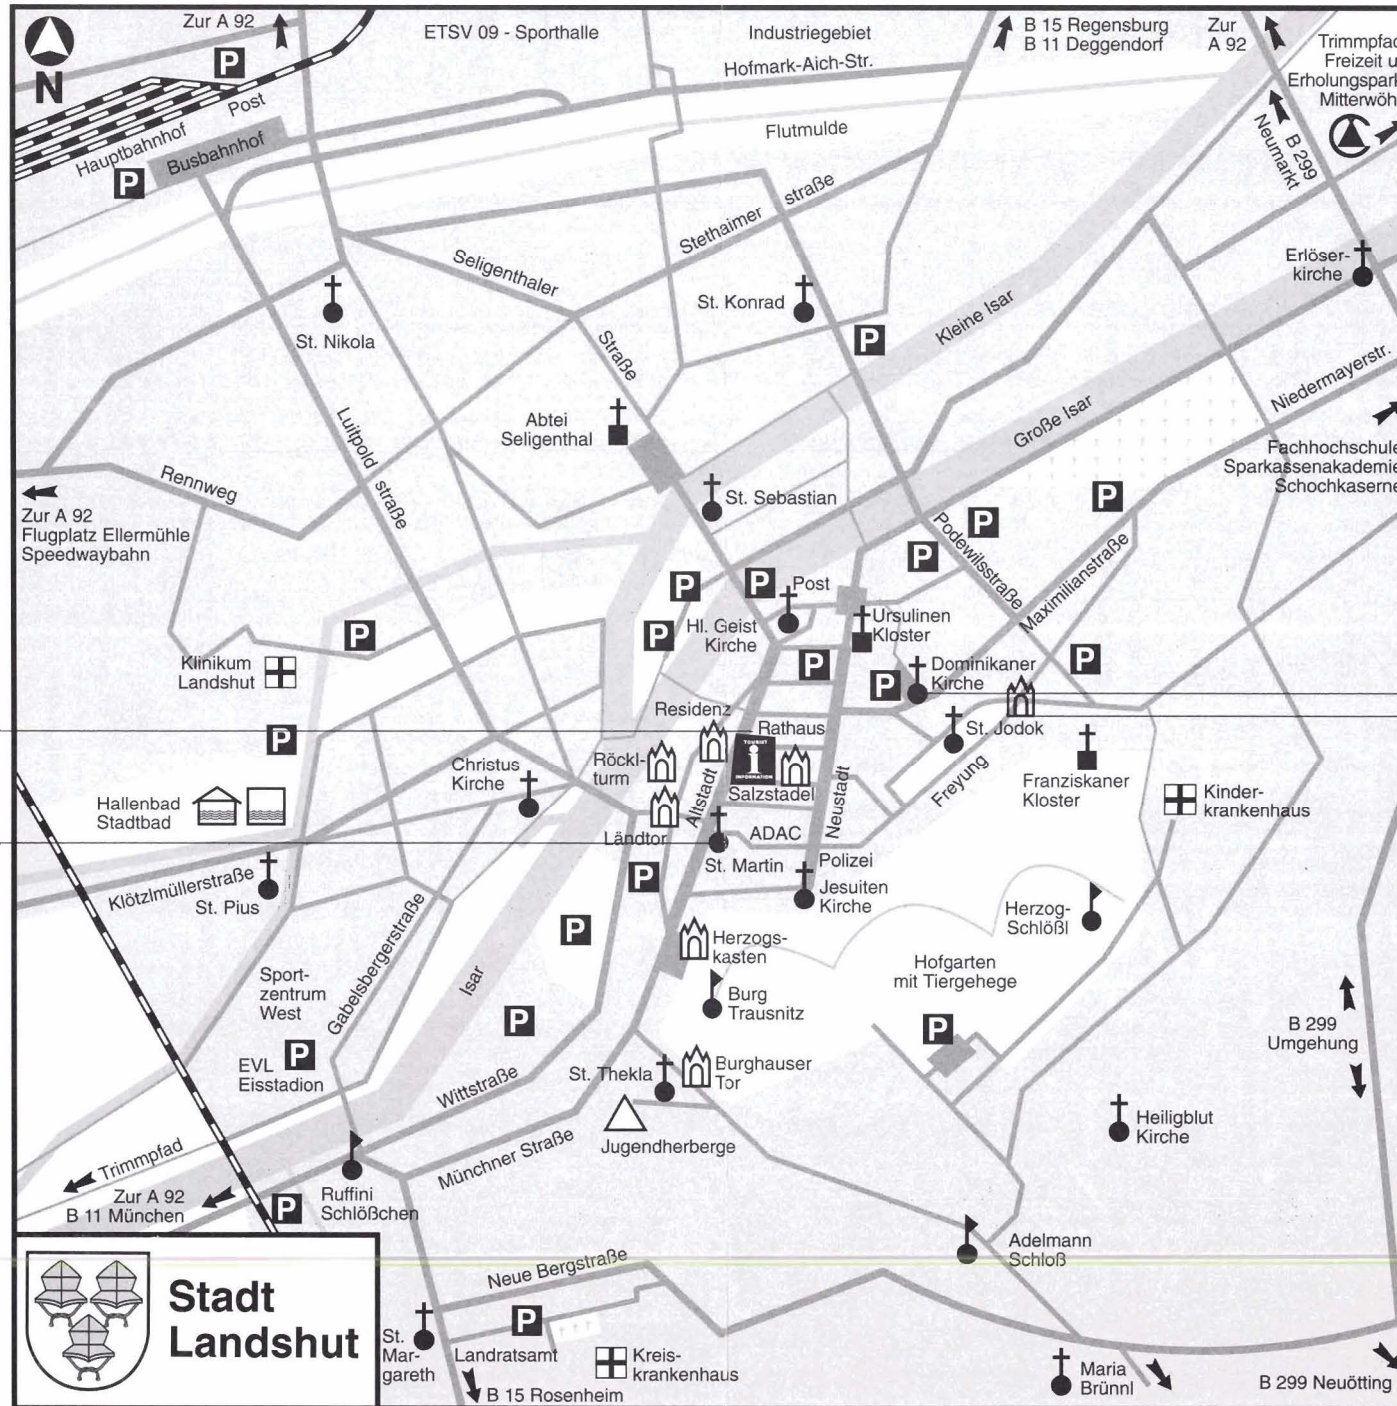 Zur A 92
ETSV 09 - Sporthalle
Industriegebiet
B 15 Regensburg
B 11 Deggendorf
Zur
A 92
Hofmark-Aich-Str.
Freizeit
N
P
Post
Hauptbahnhof
Busbahnhof
P
Flutmulde
B 299
Neumarkt
Stethaimer straße
Seligenthaler
Straße
Erlöser-
kirche
St. Nikola
St. Konrad
P
Kleine Isar
Große Isar
Niedermayerstr.
Luitpold straße
Abtei
Seligenthal
Rennweg
St. Sebastian
Zur A 92
Flugplatz Ellermühle
Speedwaybahn
P
P
P
Podewilsstraße
Maximilianstraße
P
P
Post
P
P
Hl. Geist
Kirche
Ursulinen
Kloster
P
P
P
Dominikaner
Kirche
Klinikum
Landshut
P
Residenz
Rathaus
TOURIST
i
INFORMATION
Salzstadel
Röckl-
turm
Altstadt
Neustadt
St. Jodok
Freyung
Franziskaner
Kloster
Kinder-
krankenhaus
Christus
Kirche
Hallenbad
Stadtbad
Ländtor
ADAC
St. Martin
Polizei
Jesuiten
Kirche
P
P
Klötzlmüllerstraße
St. Pius
Gabelsbergerstraße
Isar
Herzogs-
kasten
Herzog-
Schlößl
Hofgarten
mit Tiergehege
P
Sport-
zentrum
West
P
Burg
Trausnitz
B 299
Umgehung
EVL
Eisstadion
P
Wittstraße
St. Thekla
Burghauser
Tor
Jugendherberge
Münchner Straße
Heiligblut
Kirche
Trimmpfad
Zur A 92
B 11 München
P
Ruffini
Schlößchen
Adelmann
Schloß
Neue Bergstraße
Stadt
Landshut
St.
Mar-
gareth
P
Landratsamt
Kreis-
krankenhaus
B 15 Rosenheim
Maria
Brünnl
B 299 Neuötting